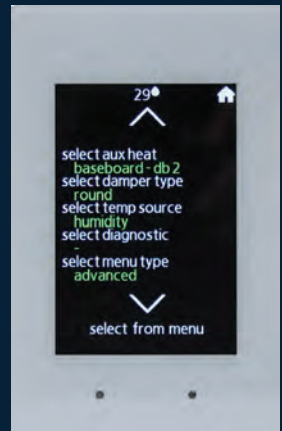 29
select aux heat
baseboard - db 2
select damper type
round
select temp source
humidity
select diagnostic
-
select menu type
advanced
select from menu